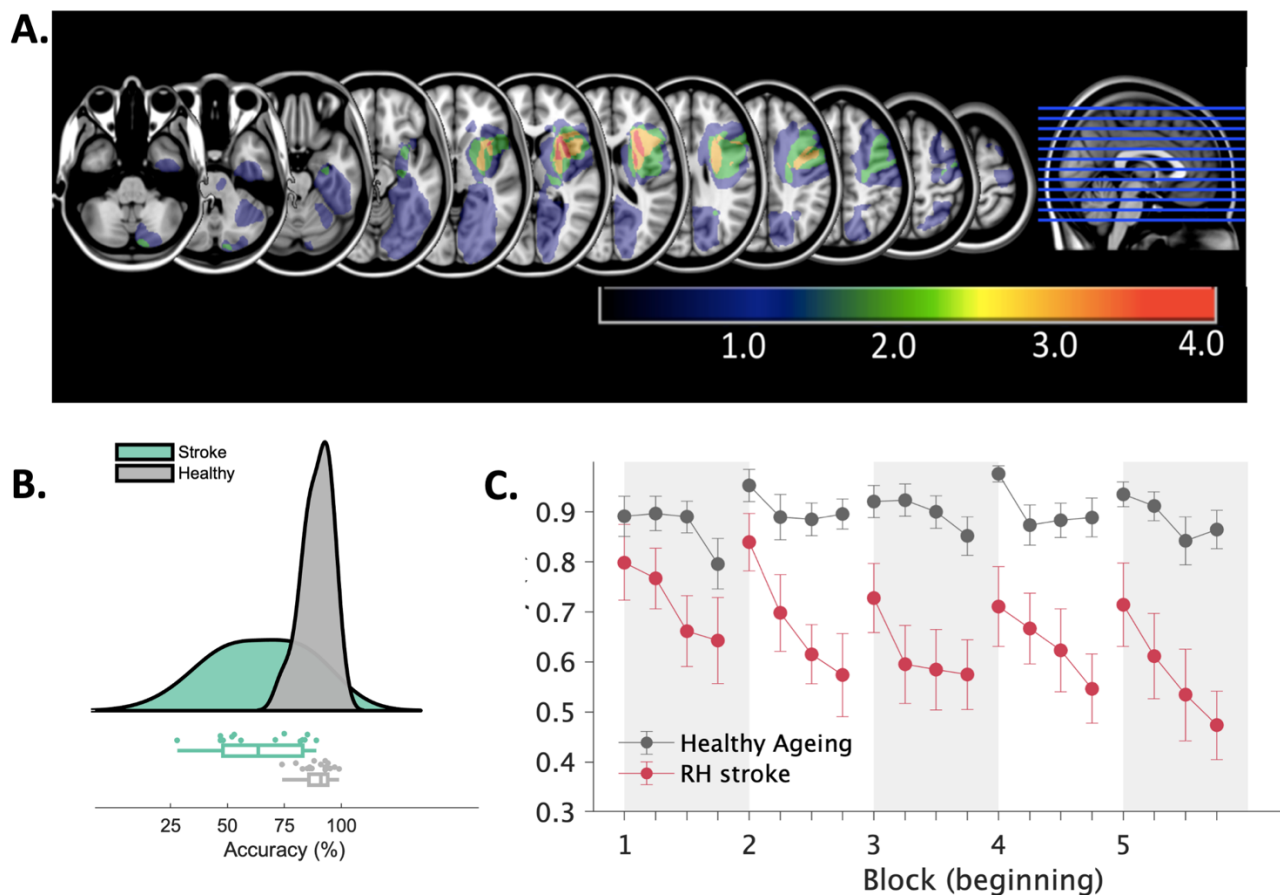 A.
1.0 2.0 3.0 4.0
B.
Stroke
Healthy
25 50 75 100
Accuracy (%)
C.
0.9
0.8
0.7
0.6
0.5
0.4
0.3
Healthy Ageing
RH stroke
1 2 3 4 5
Block (beginning)